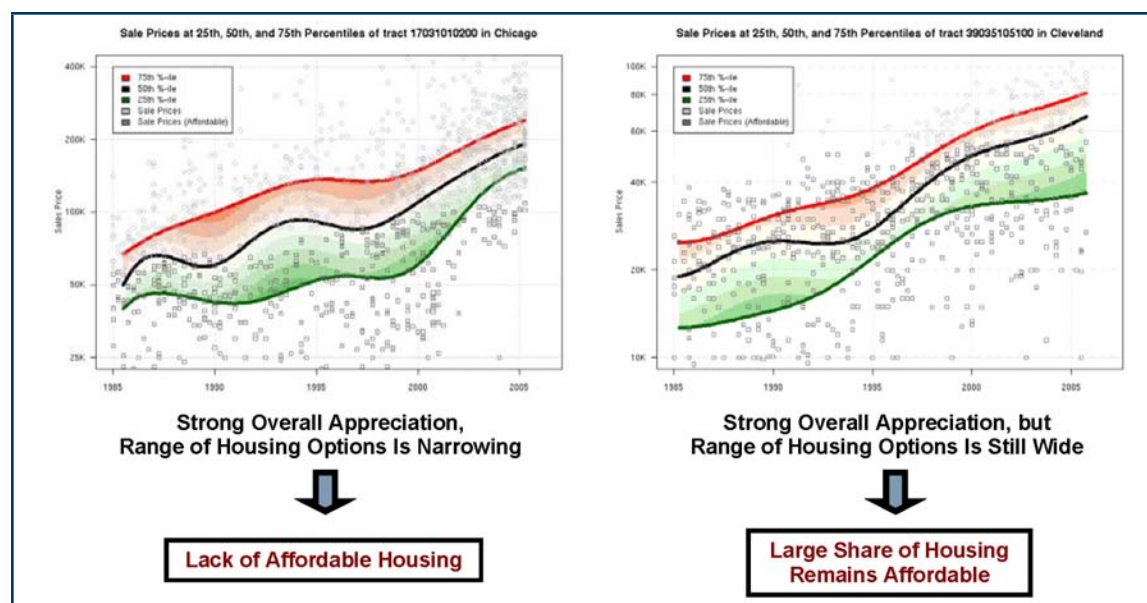 Sale Prices at 25th, 50th, and 75th Percentiles of tract 17031010200 in Chicago
400K
200K
100K
50K
25K
Sales Price
75th %-ile
50th %-ile
25th %-ile
Sale Prices
Sale Prices (Affordable)
1985
1990
1995
2000
2005
Strong Overall Appreciation,
Range of Housing Options Is Narrowing
Lack of Affordable Housing
Sale Prices at 25th, 50th, and 75th Percentiles of tract 39035105100 in Cleveland
100K
80K
60K
40K
20K
10K
Sales Price
75th %-ile
50th %-ile
25th %-ile
Sale Prices
Sale Prices (Affordable)
1985
1990
1995
2000
2005
Strong Overall Appreciation, but
Range of Housing Options Is Still Wide
Large Share of Housing
Remains Affordable